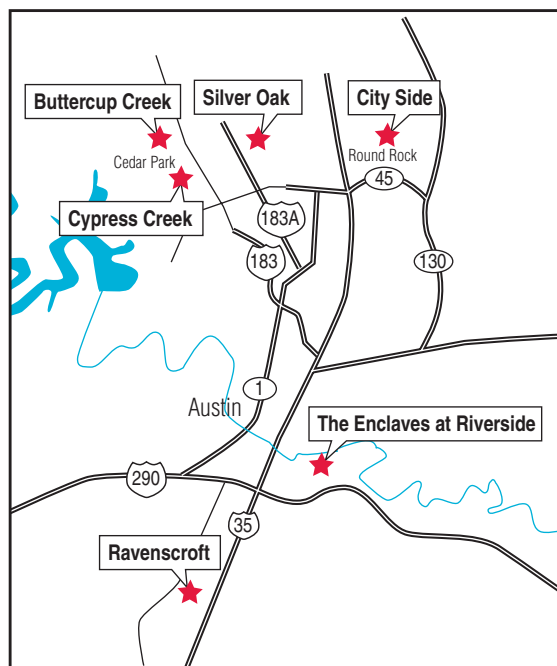 Buttercup Creek
Silver Oak
City Side
Cedar Park
Round Rock
45
Cypress Creek
183A
183
130
1
Austin
The Enclaves at Riverside
290
35
Ravenscroft